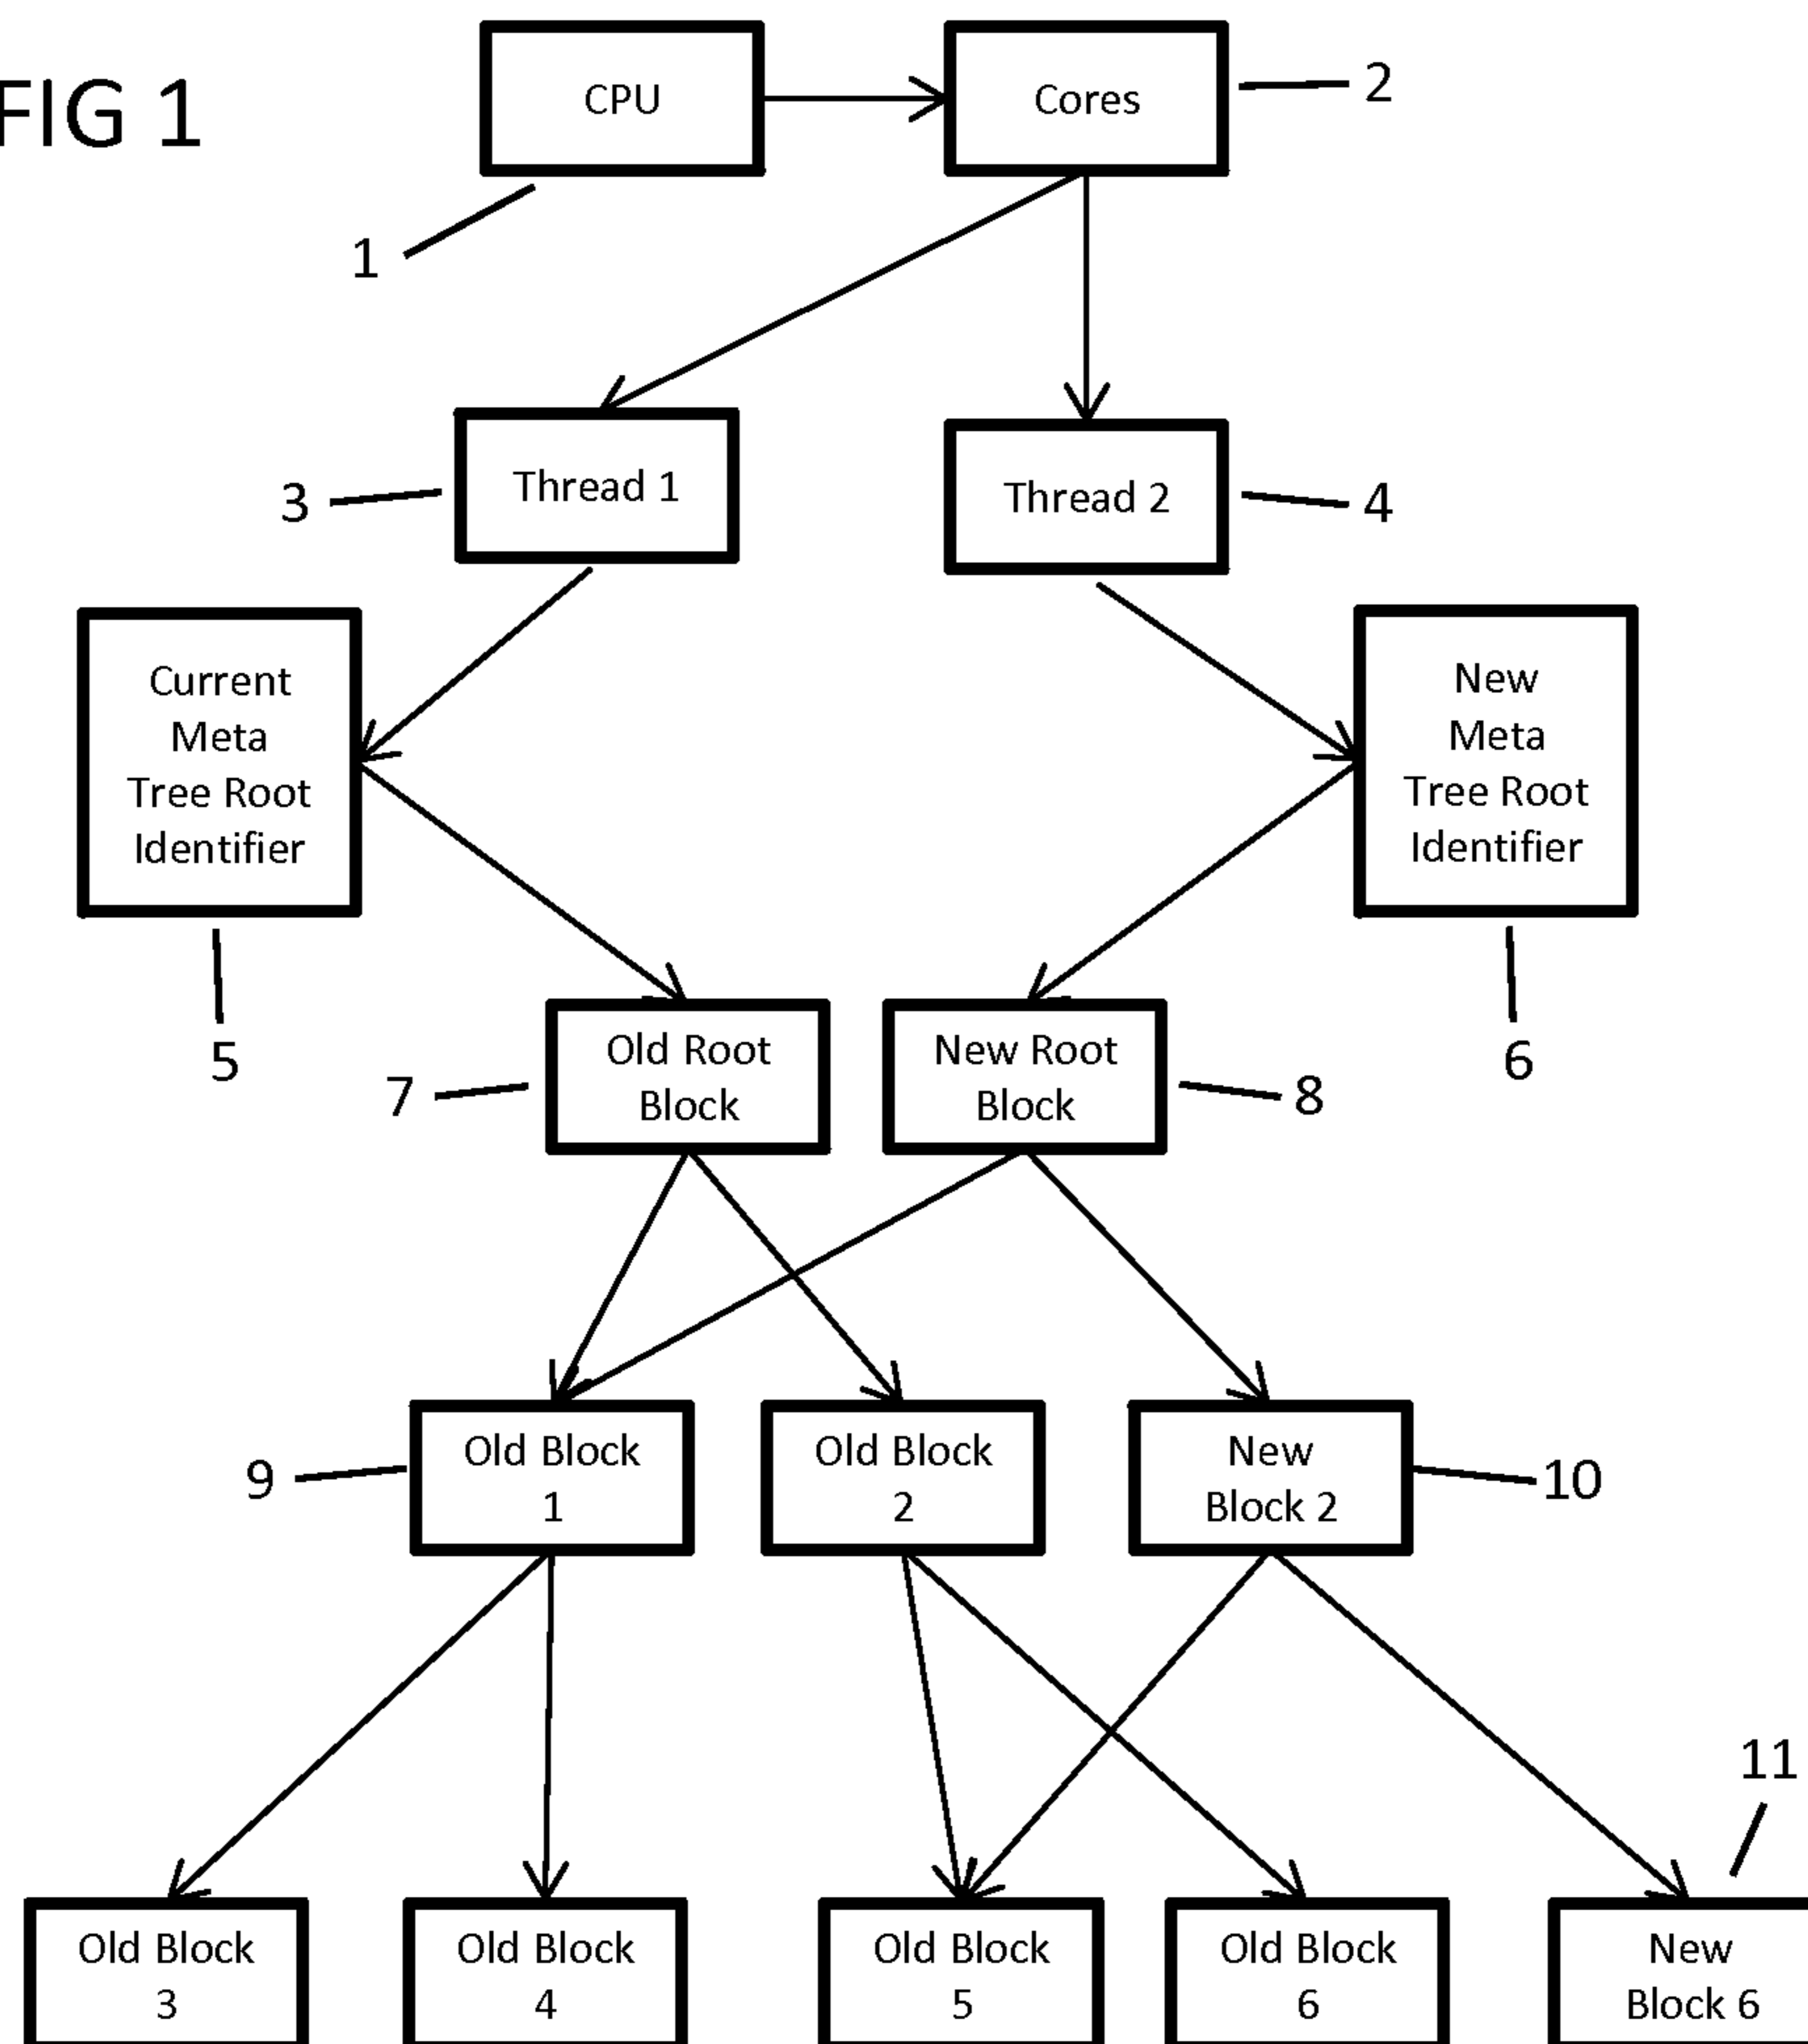 FIG 1
CPU
Cores
2
1
Thread 1
Thread 2
3
4
Current
Meta
Tree Root
Identifier
New
Meta
Tree Root
Identifier
5
6
Old Root
Block
New Root
Block
7
8
Old Block
1
Old Block
2
New
Block 2
9
10
11
Old Block
3
Old Block
4
Old Block
5
Old Block
6
New
Block 6